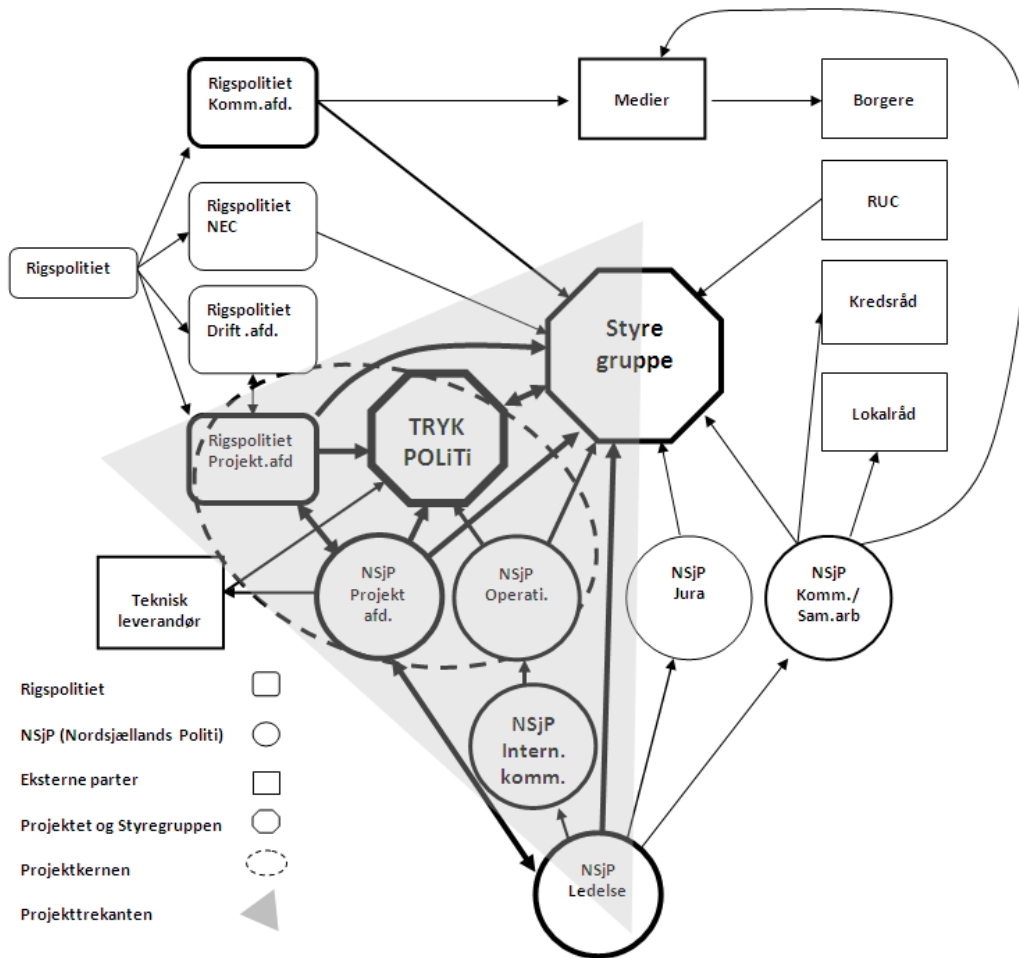 Rigspolitiet
Komm.afd.
Medier
Borgere
Rigspolitiet
NEC
RUC
Rigspolitiet
Rigspolitiet
Drift .afd.
Styre
gruppe
Kredsråd
Lokalråd
Rigspolitiet
Projekt.afd
TRYK
POLiTi
Teknisk
leverandør
NSjP
Projekt
afd.
NSjP
Operati.
NSjP
Jura
NSjP
Komm./
Sam.arb
NSjP
Intern.
komm.
NSjP
Ledelse
Rigspolitiet
NSjP (Nordsjællands Politi)
Eksterne parter
Projektet og Styregruppen
Projektkernen
Projekttrekanten